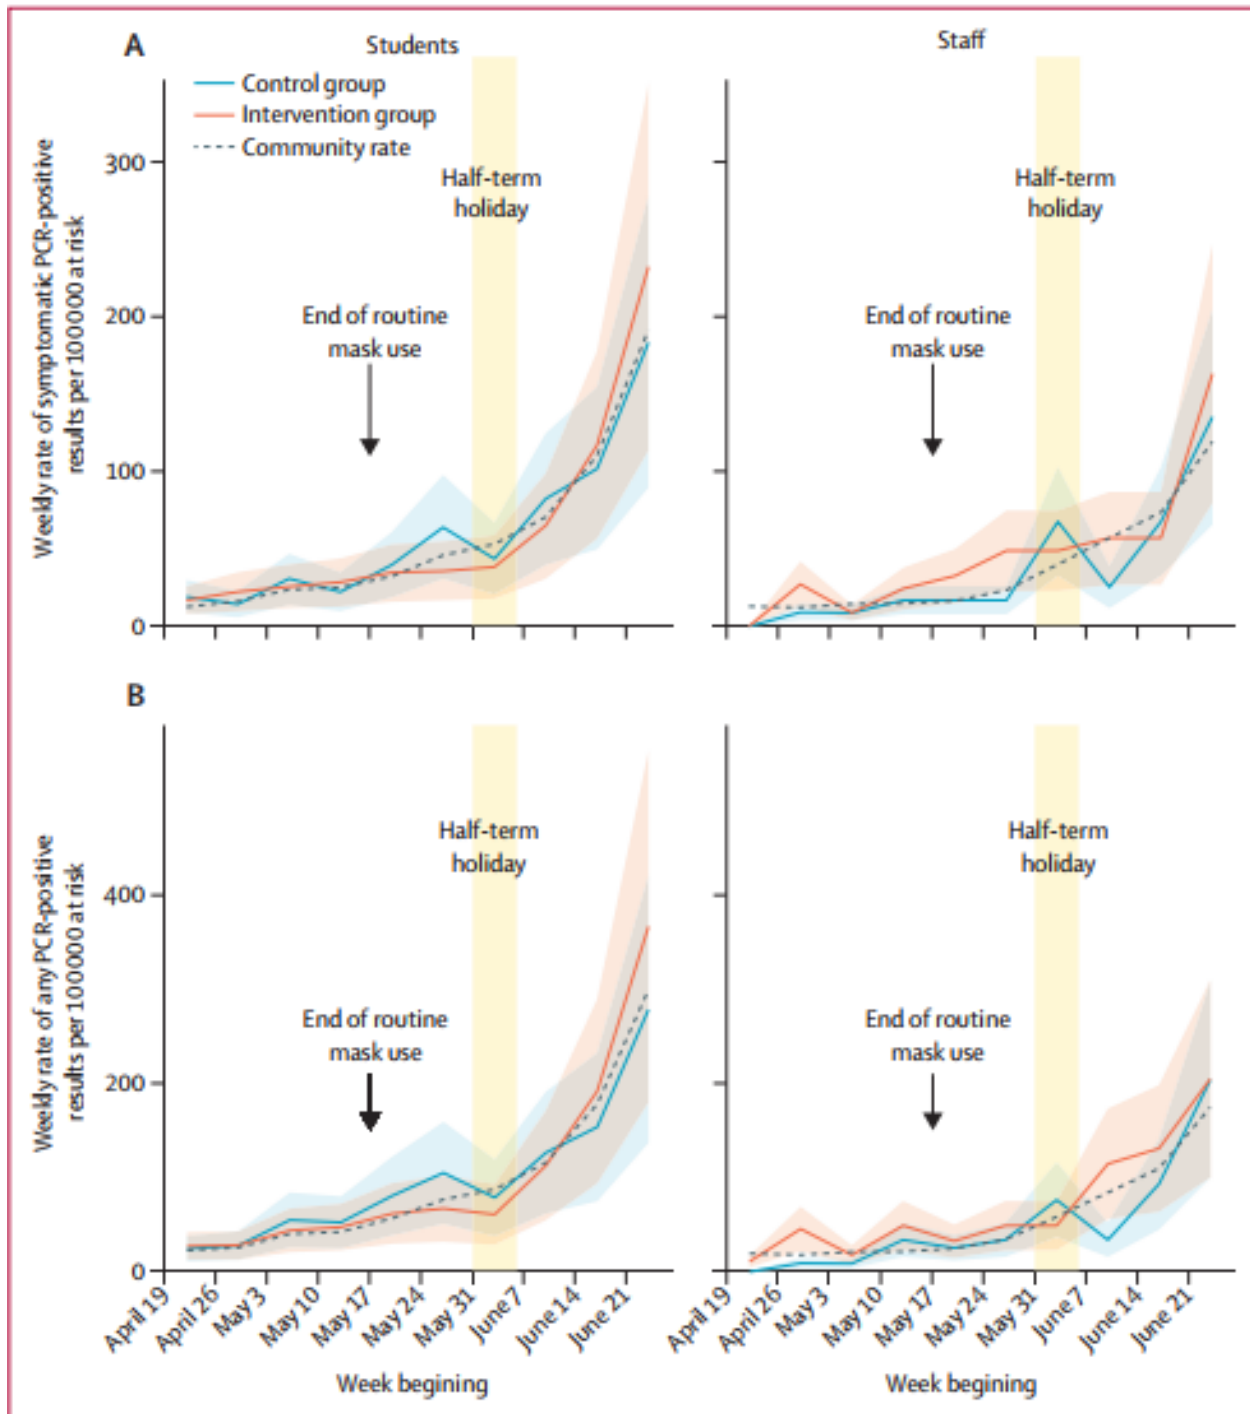 A
Students
Staff
Control group
Intervention group
Community rate
Half-term
holiday
Half-term
holiday
End of routine
mask use
End of routine
mask use
Weekly rate of symptomatic PCR-positive
results per 100 000 at risk
300
200
100
0
B
Half-term
holiday
Half-term
holiday
End of routine
mask use
End of routine
mask use
Weekly rate of any PCR-positive
results per 100 000 at risk
400
200
0
April 19
April 26
May 3
May 10
May 17
May 24
May 31
June 7
June 14
June 21
April 19
April 26
May 3
May 10
May 17
May 24
May 31
June 7
June 14
June 21
Week begining
Week begining